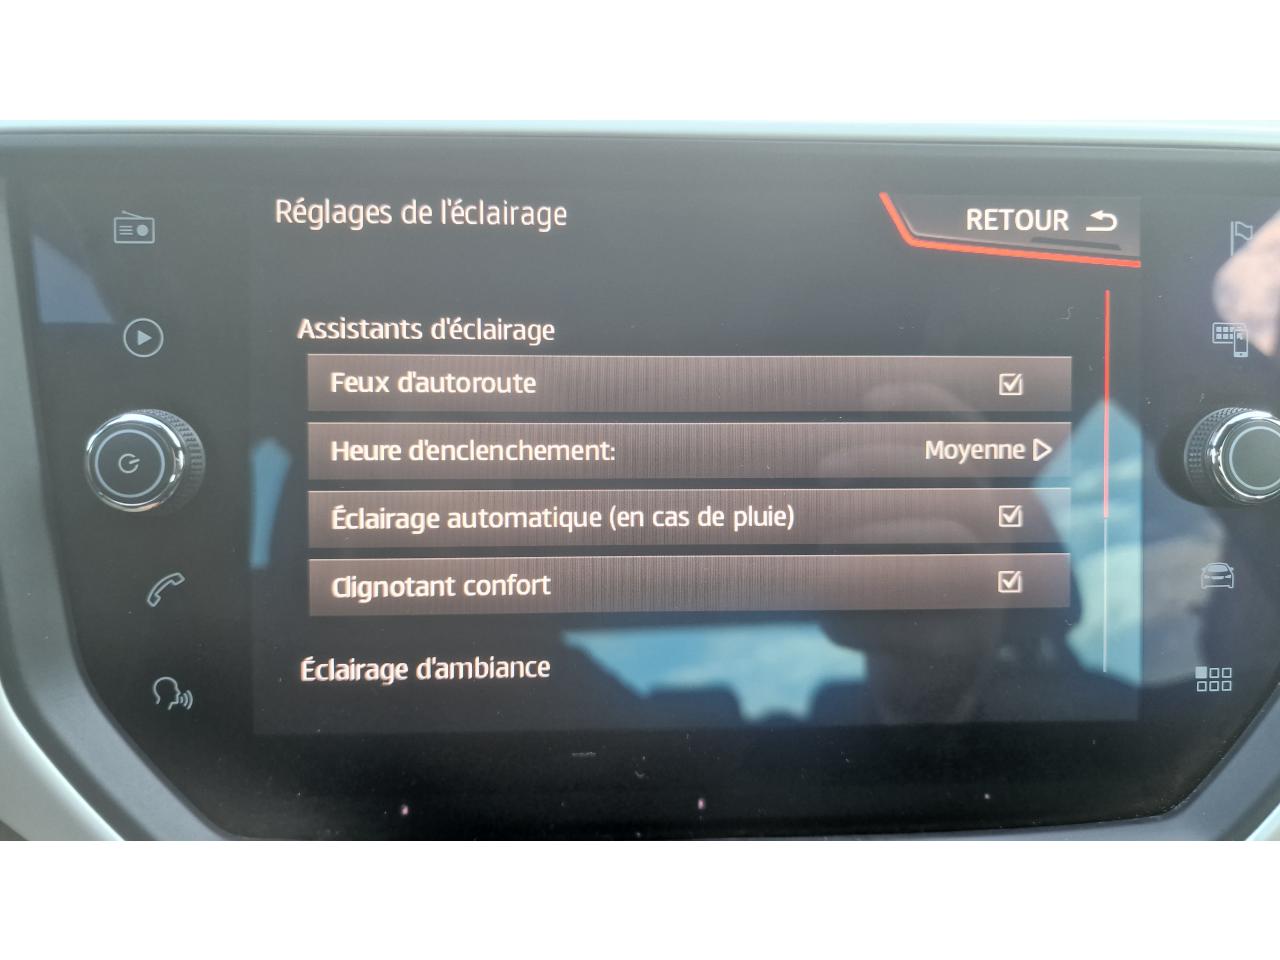 Réglages de l'éclairage
RETOUR
Assistants d'éclairage
Feux d'autoroute
Heure d'enclenchement: Moyenne
Éclairage automatique (en cas de pluie)
Clignotant confort
Éclairage d'ambiance